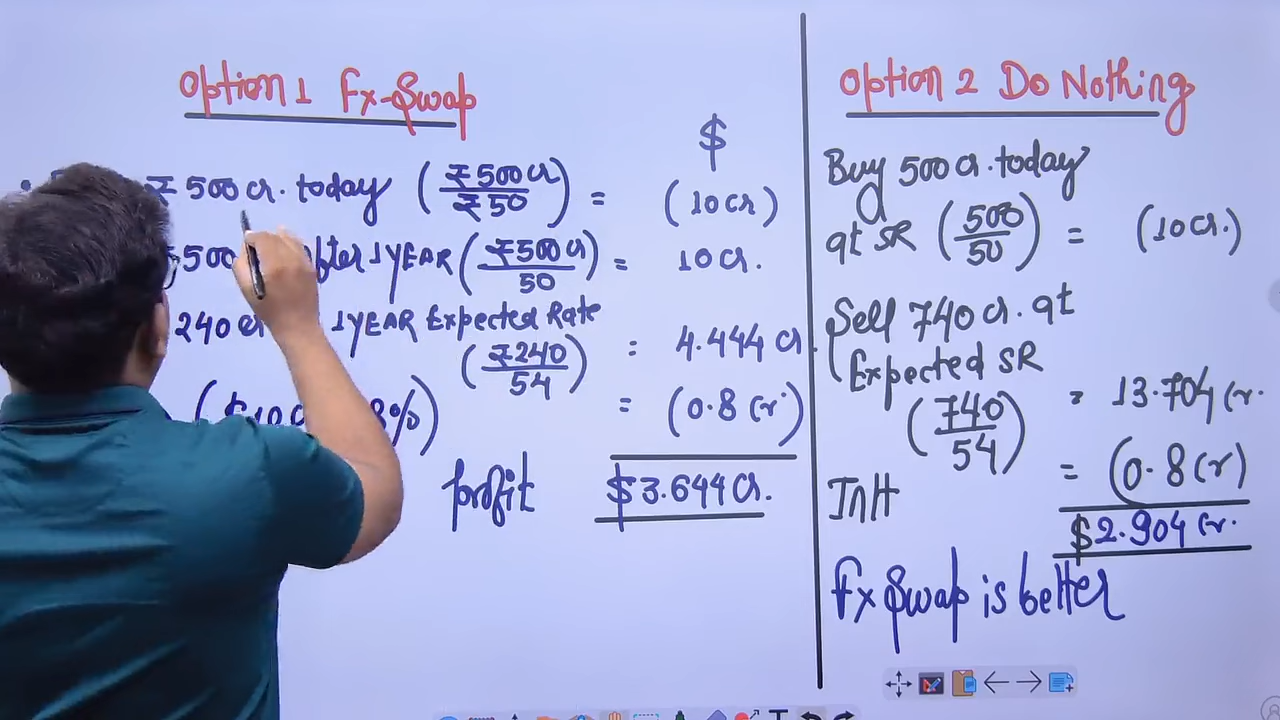 Option 1 Fx-Swap
$
₹ 500 cr. today (₹ 500 cr / ₹ 50) = (10 cr)
500 after 1 YEAR (₹ 500 cr / 50) = 10 cr.
240 cr 1 YEAR Expected Rate
(₹ 240 / 54) = 4.444 cr.
8%) = (0.8 cr.)
profit $3.644 cr.
Option 2 Do Nothing
Buy 500 cr. today
at SR (500 / 50) = (10 cr.)
Sell 740 cr. at
Expected SR
(740 / 54) = 13.704 cr.
Int = (0.8 cr)
$2.904 cr.
Fx Swap is better